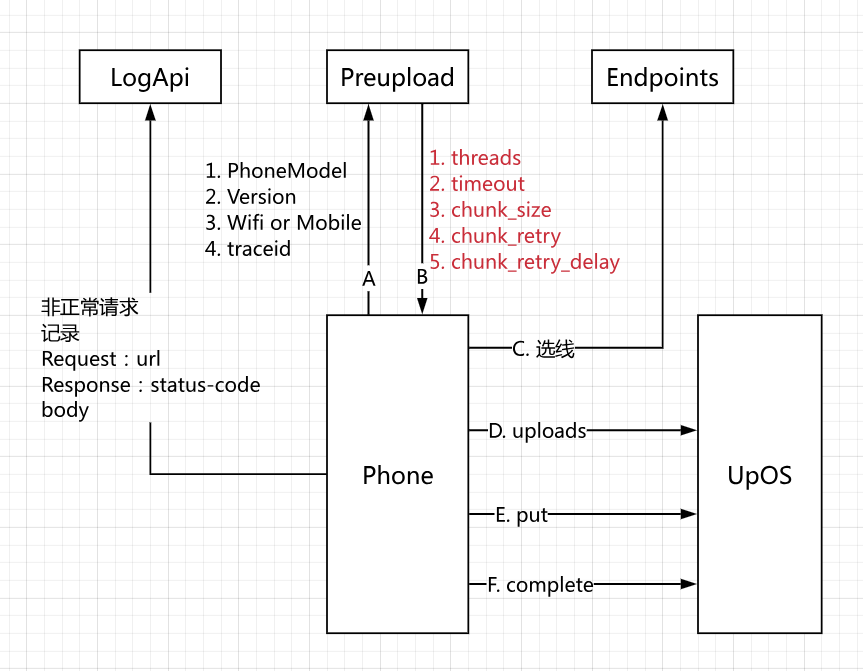 LogApi
Preupload
Endpoints
1. PhoneModel
2. Version
3. Wifi or Mobile
4. traceid
1. threads
2. timeout
3. chunk_size
4. chunk_retry
5. chunk_retry_delay
A
B
非正常请求
记录
Request：url
Response：status-code
body
C. 选线
D. uploads
Phone
UpOS
E. put
F. complete